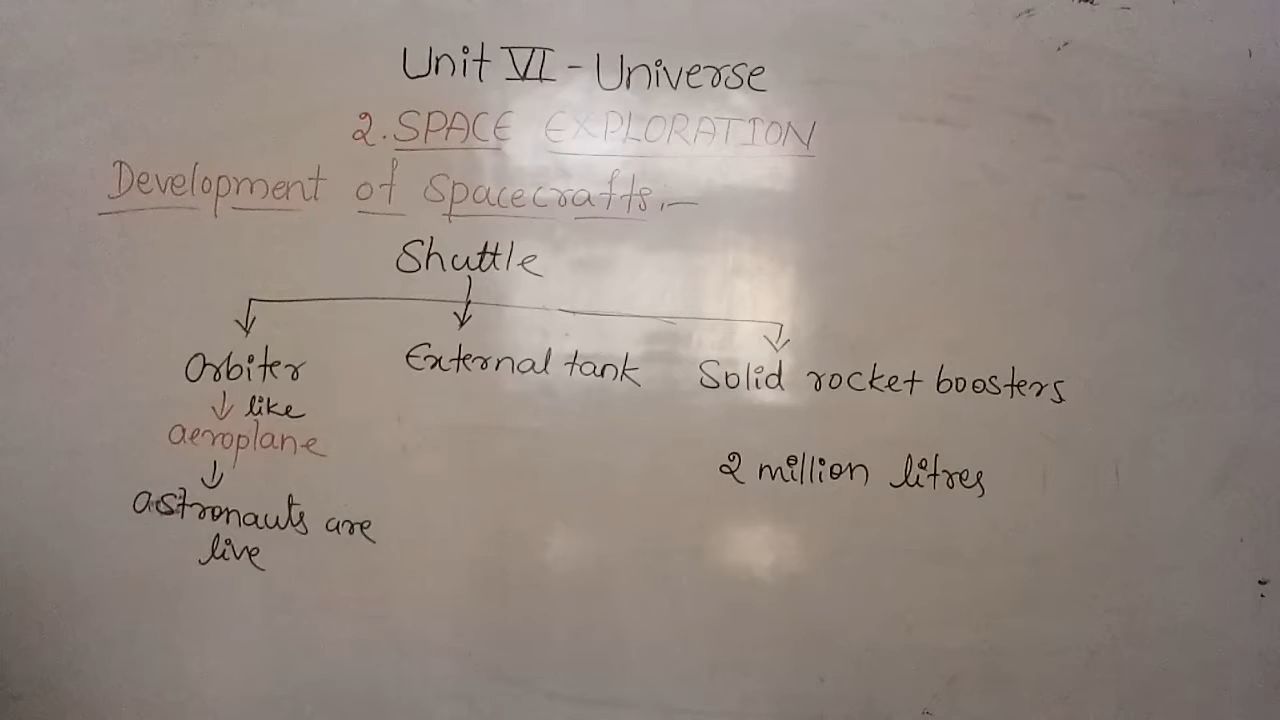 Unit VI - Universe
2. SPACE EXPLORATION
Development of Spacecrafts:-
Shuttle
Orbiter External tank Solid rocket boosters
like
aeroplane
2 million litres
astronauts are
live